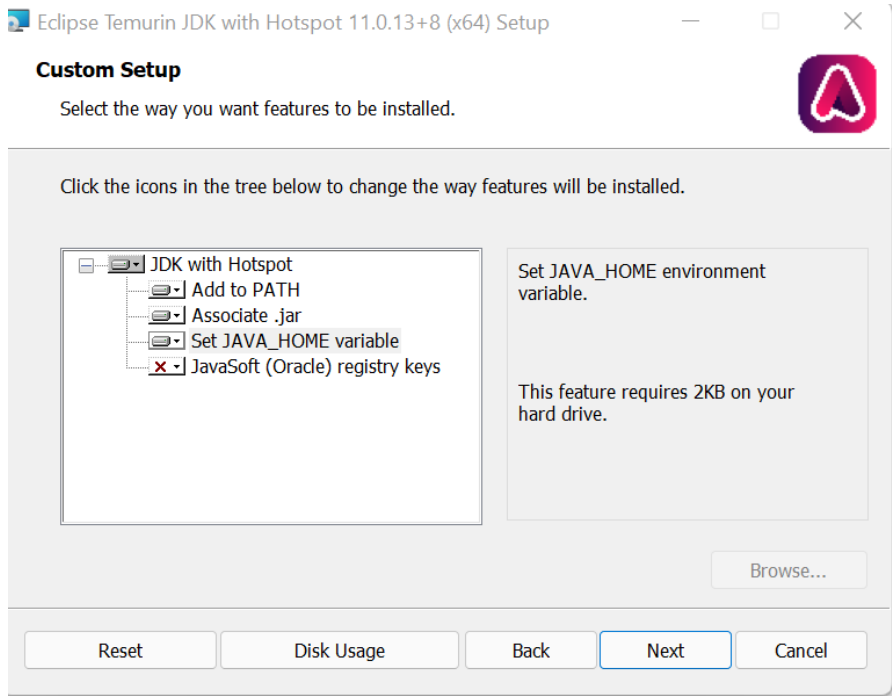 Eclipse Temurin JDK with Hotspot 11.0.13+8 (x64) Setup
Custom Setup
Select the way you want features to be installed.
Click the icons in the tree below to change the way features will be installed.
JDK with Hotspot
Add to PATH
Associate .jar
Set JAVA_HOME variable
JavaSoft (Oracle) registry keys
Set JAVA_HOME environment
variable.
This feature requires 2KB on your
hard drive.
Browse...
Reset
Disk Usage
Back
Next
Cancel